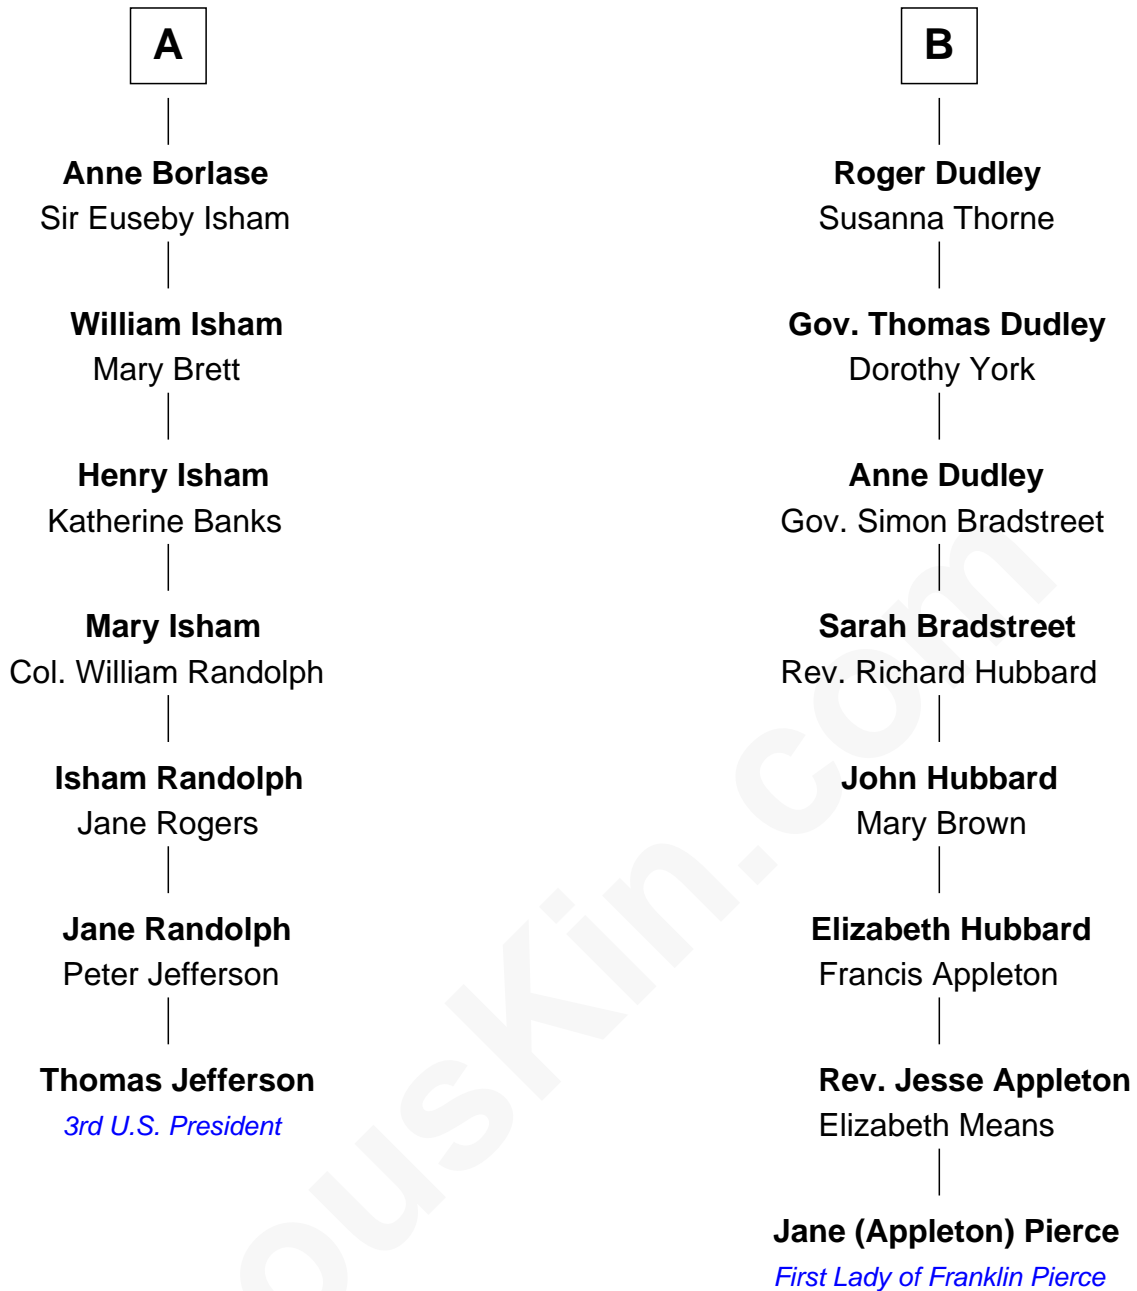 A
Anne Borlase
Sir Euseby Isham
William Isham
Mary Brett
Henry Isham
Katherine Banks
Mary Isham
Col. William Randolph
Isham Randolph
Jane Rogers
Jane Randolph
Peter Jefferson
Thomas Jefferson
3rd U.S. President
B
Roger Dudley
Susanna Thorne
Gov. Thomas Dudley
Dorothy York
Anne Dudley
Gov. Simon Bradstreet
Sarah Bradstreet
Rev. Richard Hubbard
John Hubbard
Mary Brown
Elizabeth Hubbard
Francis Appleton
Rev. Jesse Appleton
Elizabeth Means
Jane (Appleton) Pierce
First Lady of Franklin Pierce
ousKin.com